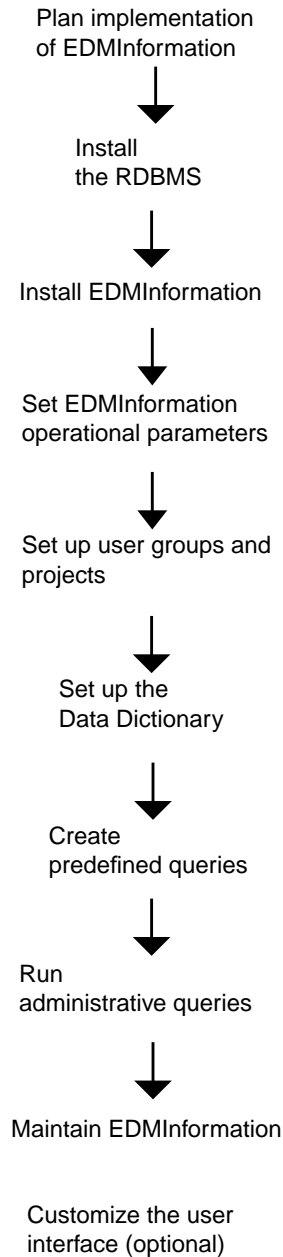 Plan implementation
of EDMInformation
Install
the RDBMS
Install EDMInformation
Set EDMInformation
operational parameters
Set up user groups and
projects
Set up the
Data Dictionary
Create
predefined queries
Run
administrative queries
Maintain EDMInformation
Customize the user
interface (optional)